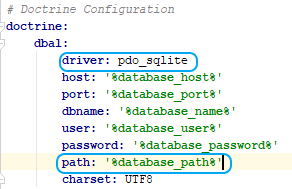 # Doctrine Configuration
doctrine:
    dbal:
        driver: pdo_sqlite
        host: '%database_host%'
        port: '%database_port%'
        dbname: '%database_name%'
        user: '%database_user%'
        password: '%database_password%'
        path: '%database_path%'
        charset: UTF8